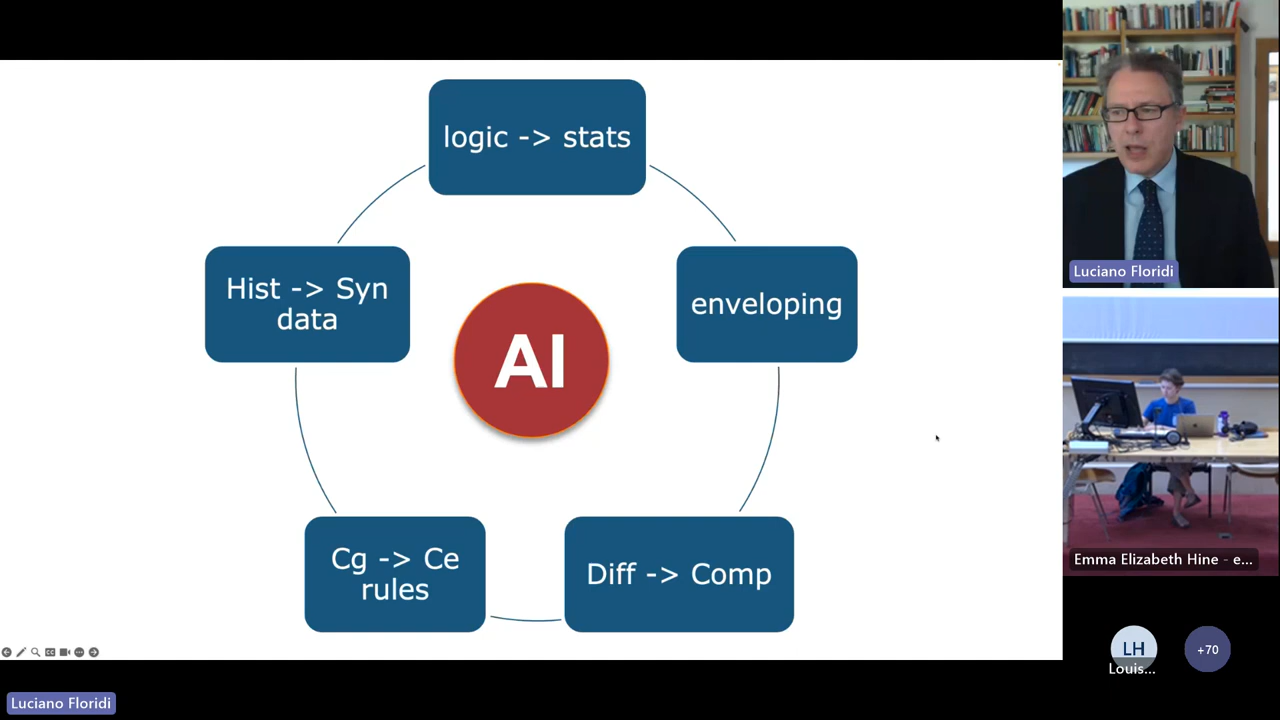 logic -> stats
Hist -> Syn
data
enveloping
AI
Cg -> Ce
rules
Diff -> Comp
Luciano Floridi
Luciano Floridi
Emma Elizabeth Hine - e...
LH
Louis...
+70